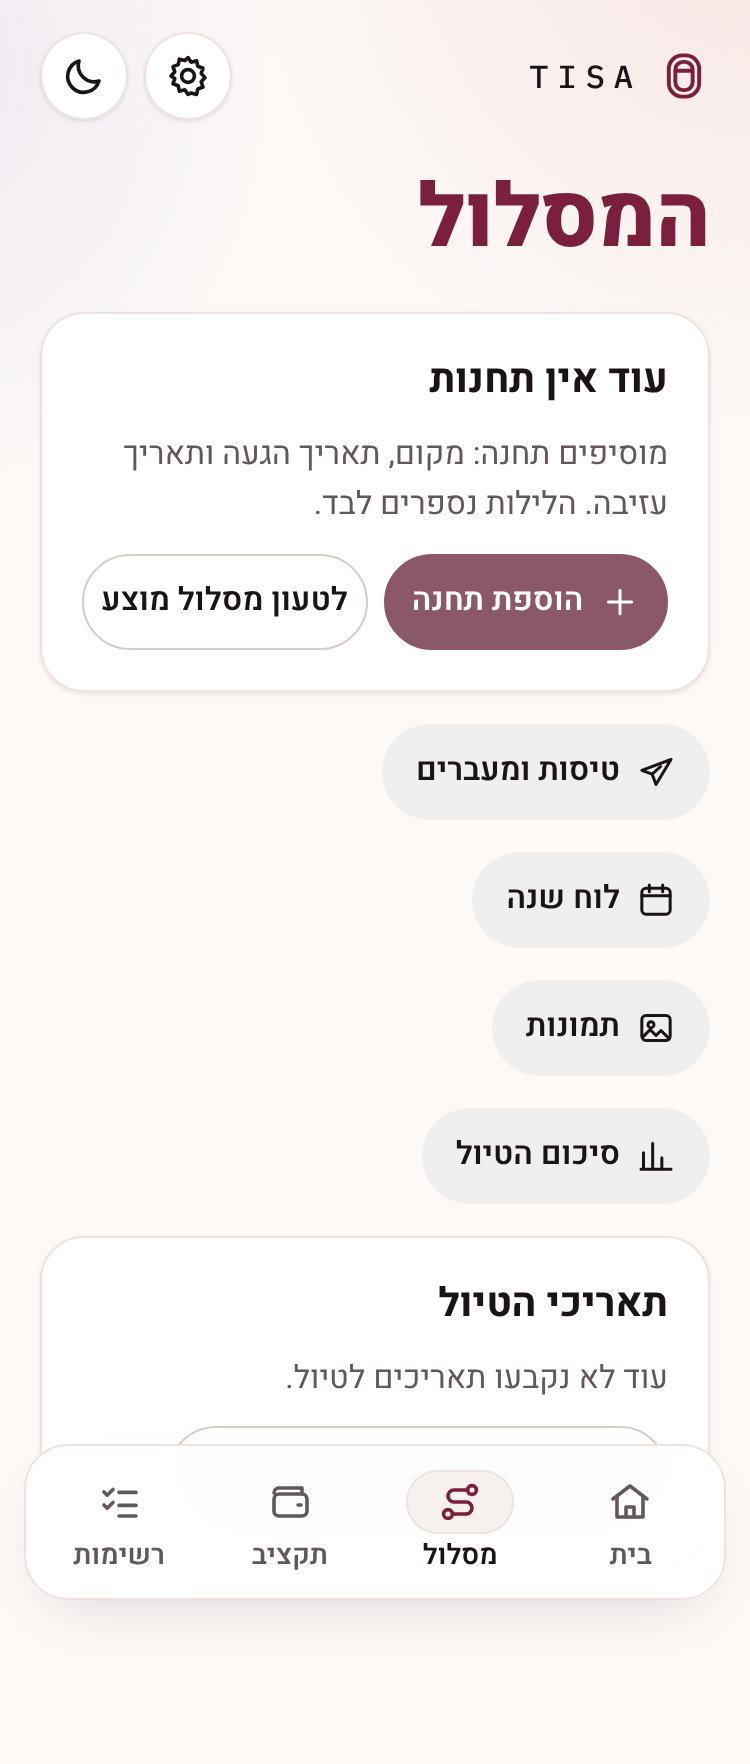 TISA
המסלול
עוד אין תחנות
מוסיפים תחנה: מקום, תאריך הגעה ותאריך
עזיבה. הלילות נספרים לבד.
הוספת תחנה
לטעון מסלול מוצע
טיסות ומעברים
לוח שנה
תמונות
סיכום הטיול
תאריכי הטיול
עוד לא נקבעו תאריכים לטיול.
בית
מסלול
תקציב
רשימות